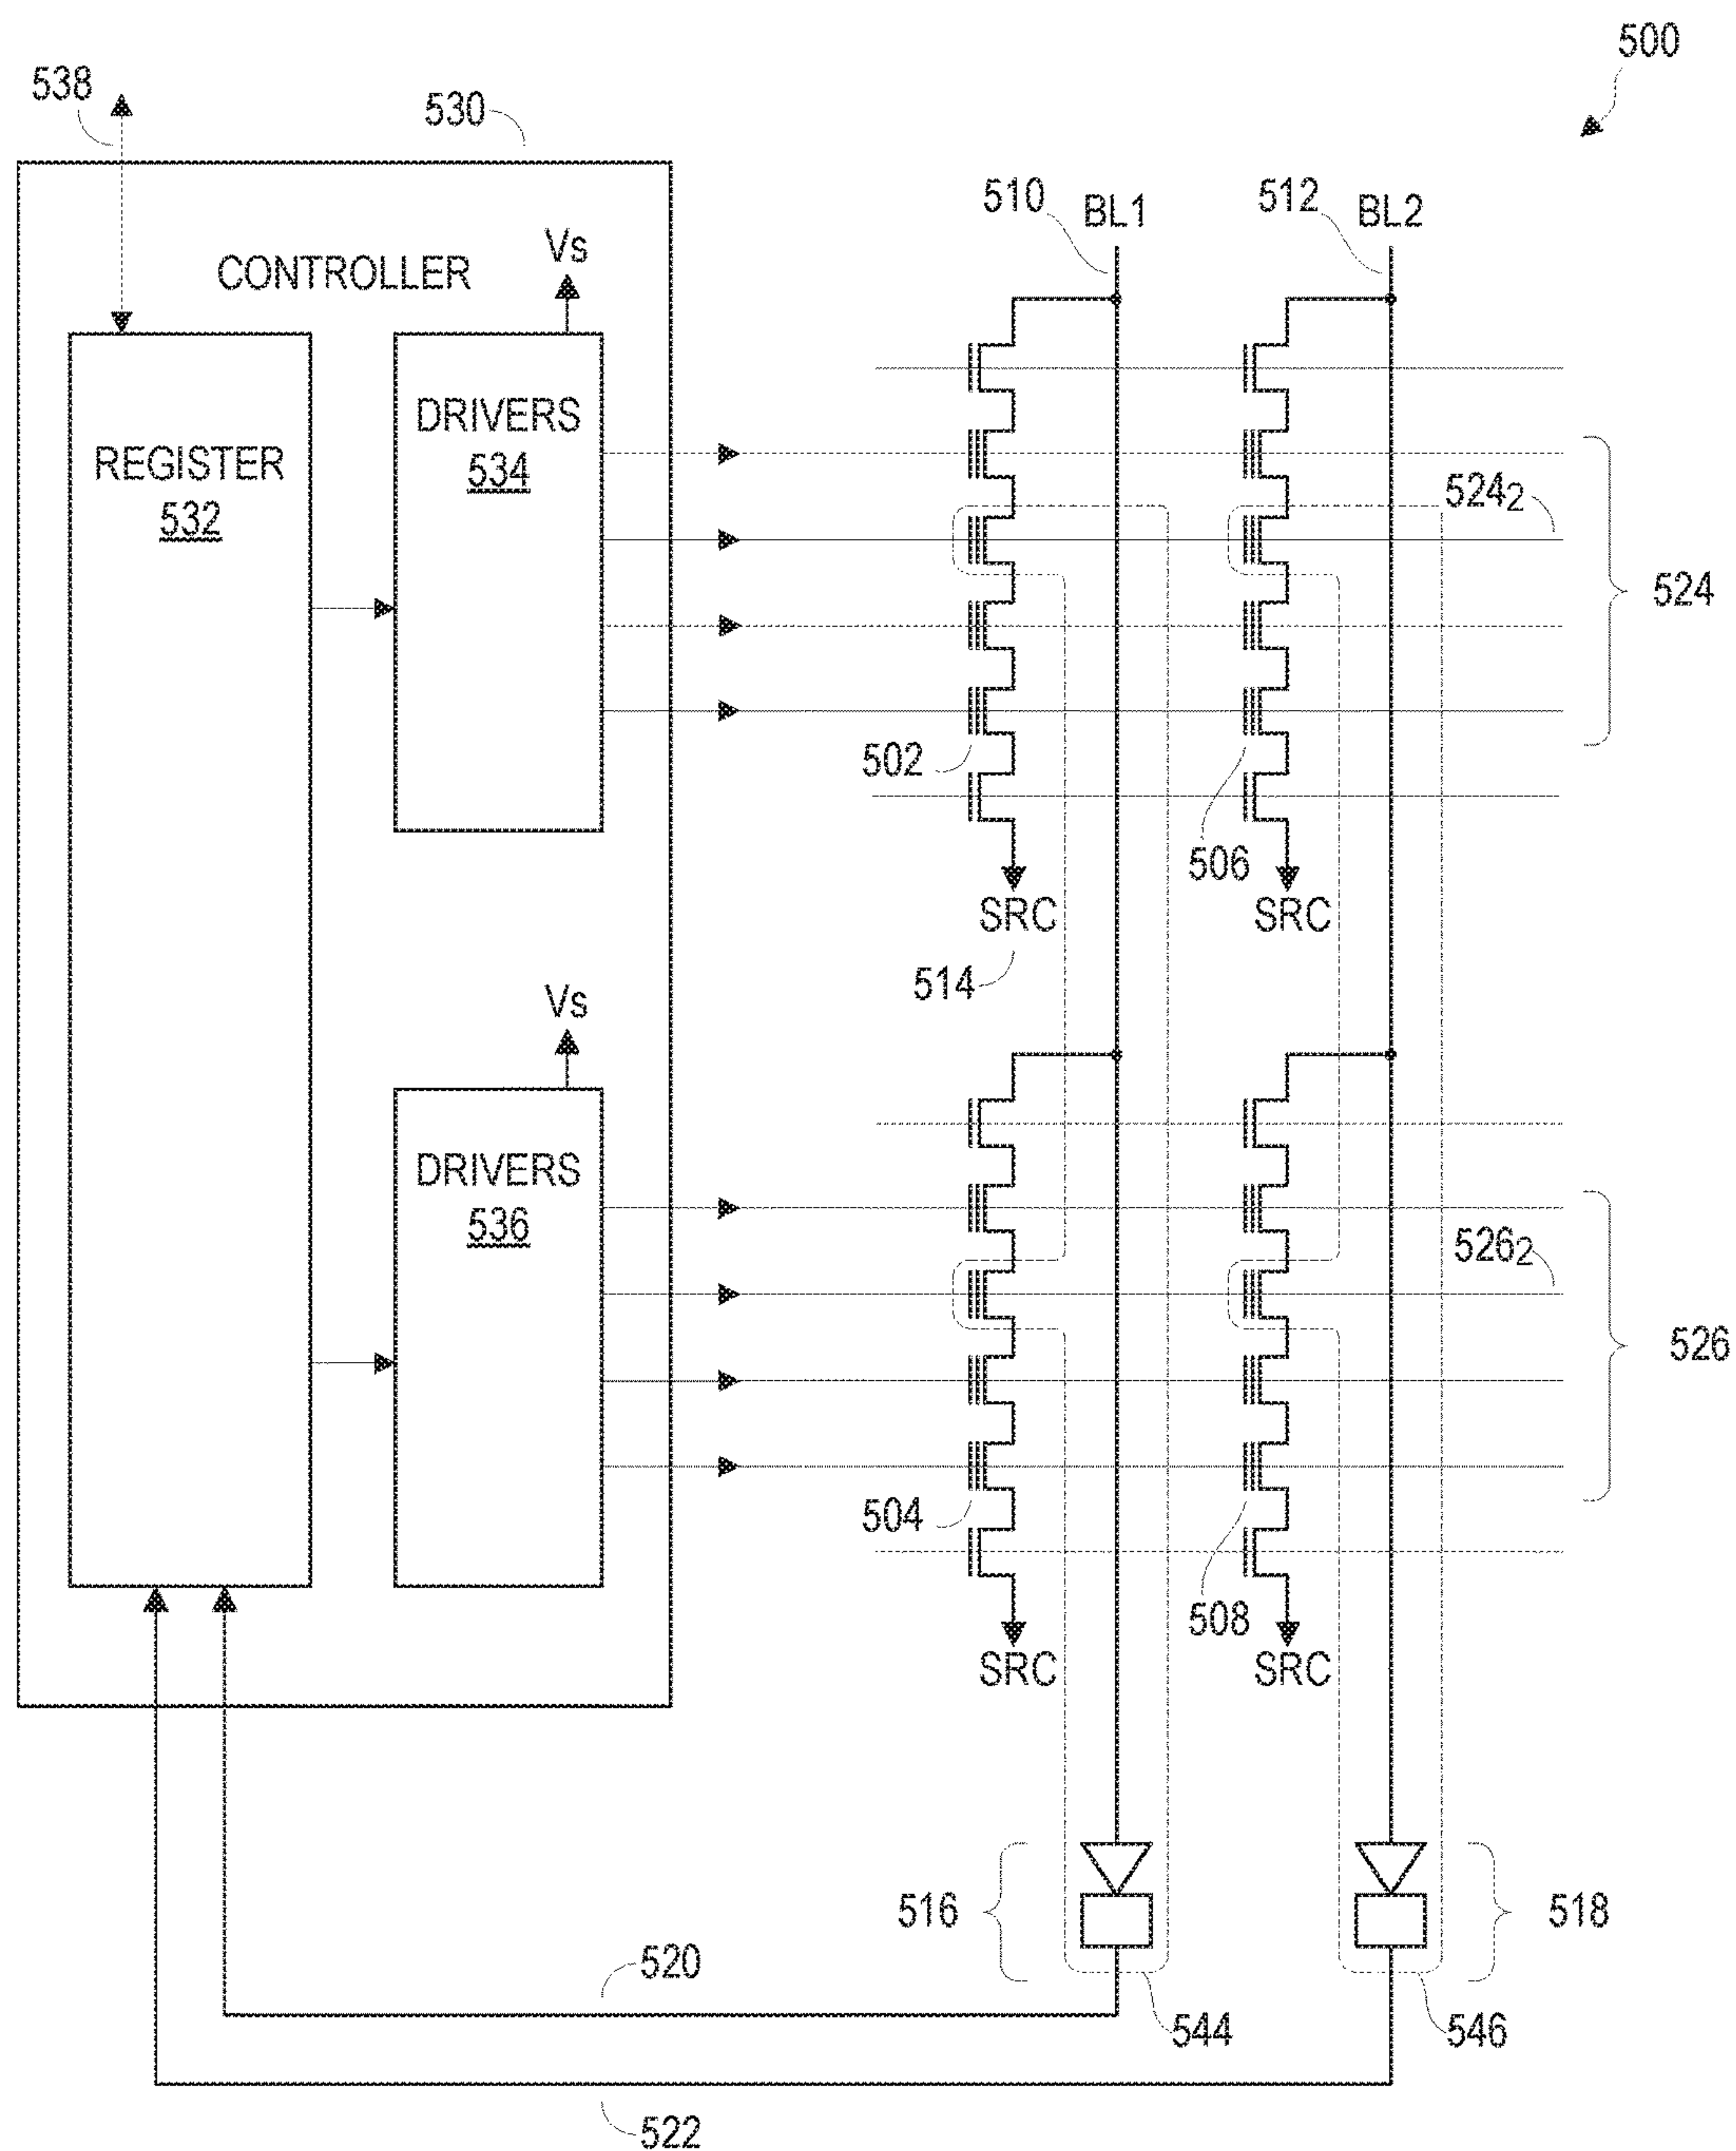 500
538
530
510 BL1 512 BL2
Vs
CONTROLLER
DRIVERS
534
REGISTER
532
524₂
524
502
506
SRC SRC
514
Vs
DRIVERS
536
526₂
526
504
508
SRC SRC
516 518
520
544 546
522